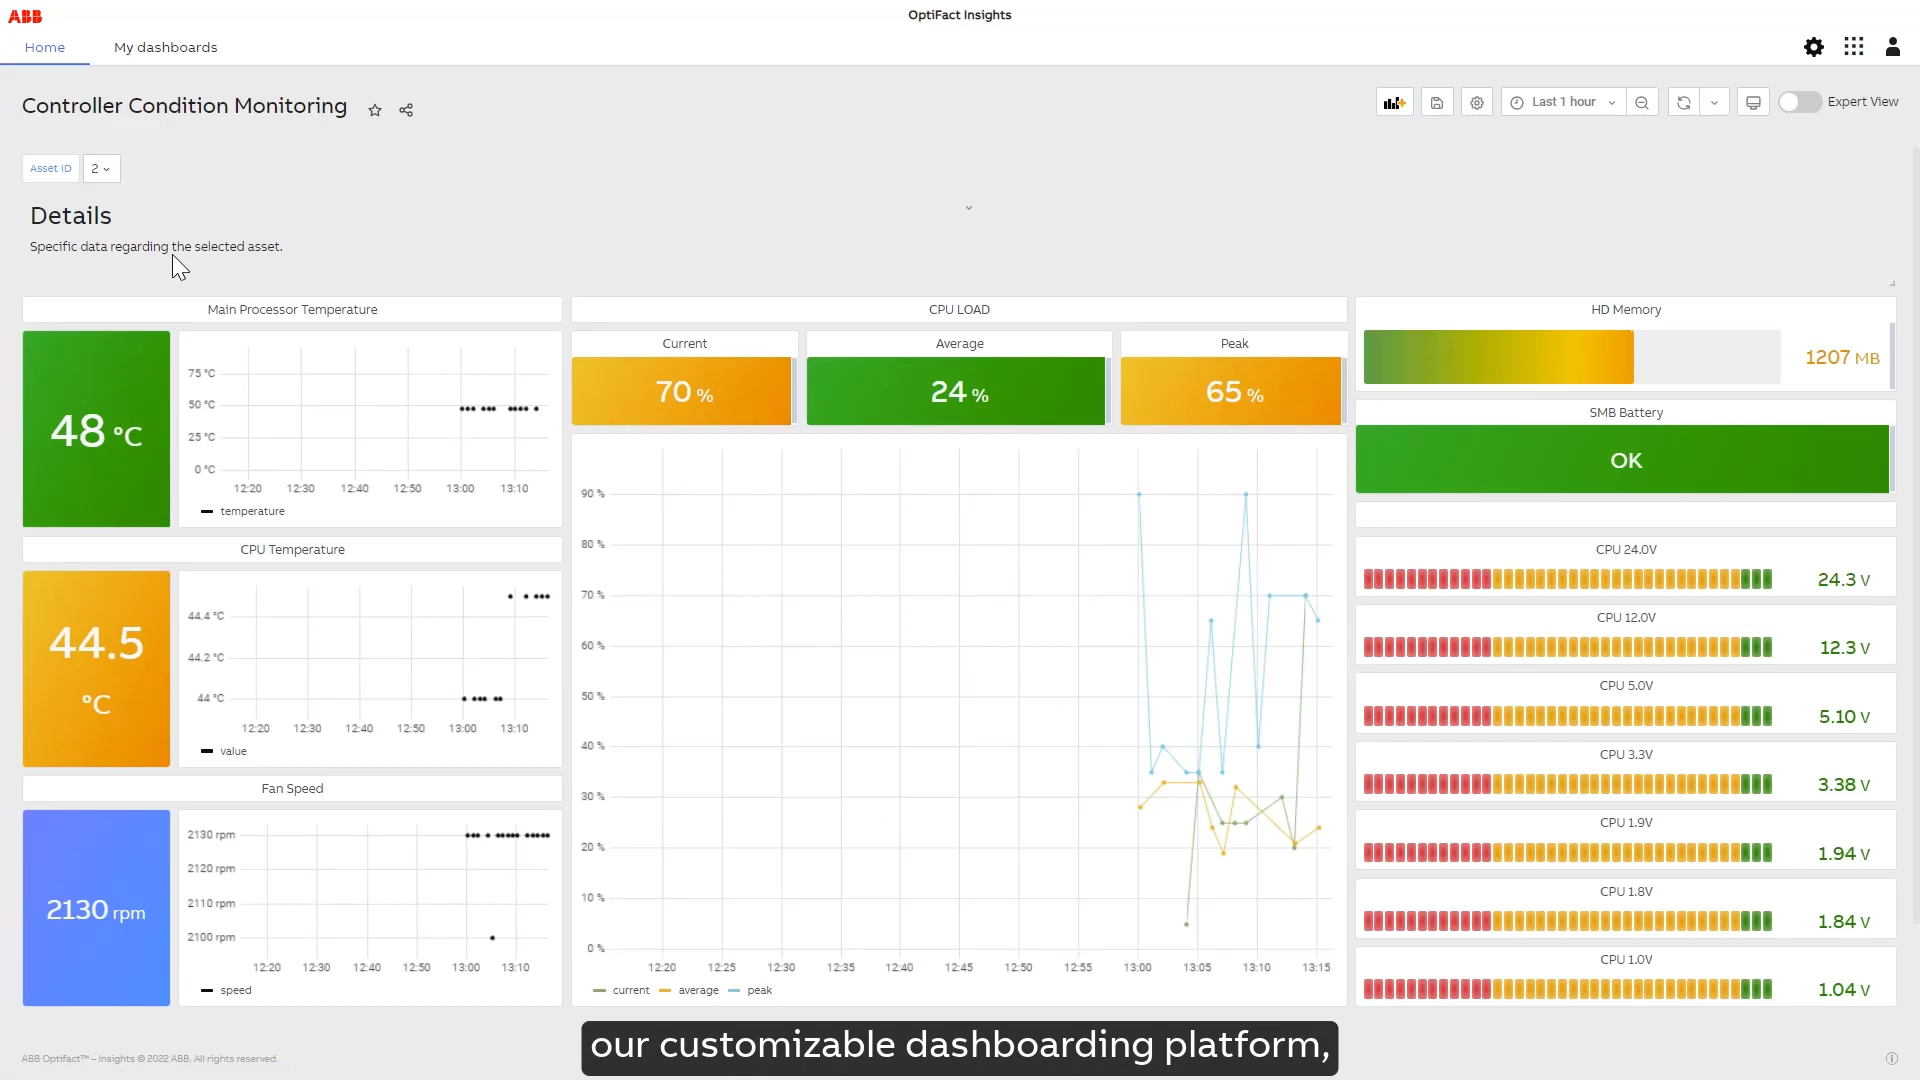 ABB
OptiFact Insights
Home
My dashboards
Controller Condition Monitoring
Last 1 hour
Expert View
Asset ID
2
Details
Specific data regarding the selected asset.
Main Processor Temperature
48 °C
75 °C
50 °C
25 °C
0 °C
12:20 12:30 12:40 12:50 13:00 13:10
temperature
CPU Temperature
44.5
°C
44.4 °C
44.2 °C
44 °C
12:20 12:30 12:40 12:50 13:00 13:10
value
Fan Speed
2130 rpm
2130 rpm
2120 rpm
2110 rpm
2100 rpm
12:20 12:30 12:40 12:50 13:00 13:10
speed
CPU LOAD
Current
70 %
Average
24 %
Peak
65 %
90 %
80 %
70 %
60 %
50 %
40 %
30 %
20 %
10 %
0 %
12:20 12:25 12:30 12:35 12:40 12:45 12:50 12:55 13:00 13:05 13:10 13:15
current average peak
HD Memory
1207 MB
SMB Battery
OK
CPU 24.0V
24.3 V
CPU 12.0V
12.3 V
CPU 5.0V
5.10 V
CPU 3.3V
3.38 V
CPU 1.9V
1.94 V
CPU 1.8V
1.84 V
CPU 1.0V
1.04 V
our customizable dashboarding platform,
ABB Optifact™ – Insights © 2022 ABB. All rights reserved.